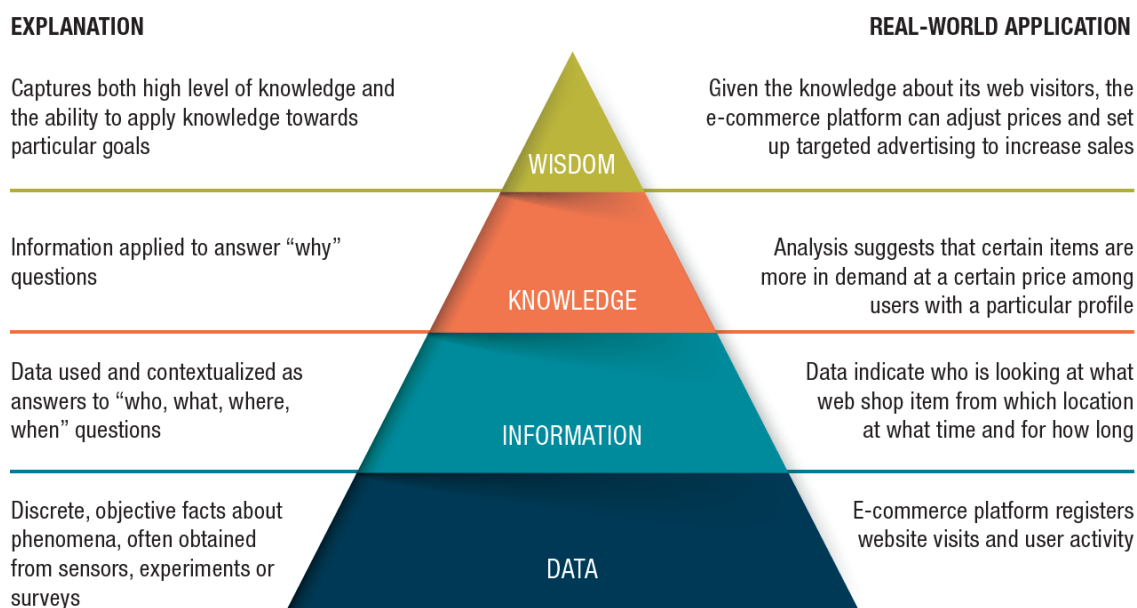 EXPLANATION
REAL-WORLD APPLICATION
Captures both high level of knowledge and
the ability to apply knowledge towards
particular goals
WISDOM
Given the knowledge about its web visitors, the
e-commerce platform can adjust prices and set
up targeted advertising to increase sales
Information applied to answer “why”
questions
KNOWLEDGE
Analysis suggests that certain items are
more in demand at a certain price among
users with a particular profile
Data used and contextualized as
answers to “who, what, where,
when” questions
INFORMATION
Data indicate who is looking at what
web shop item from which location
at what time and for how long
Discrete, objective facts about
phenomena, often obtained
from sensors, experiments or
surveys
DATA
E-commerce platform registers
website visits and user activity